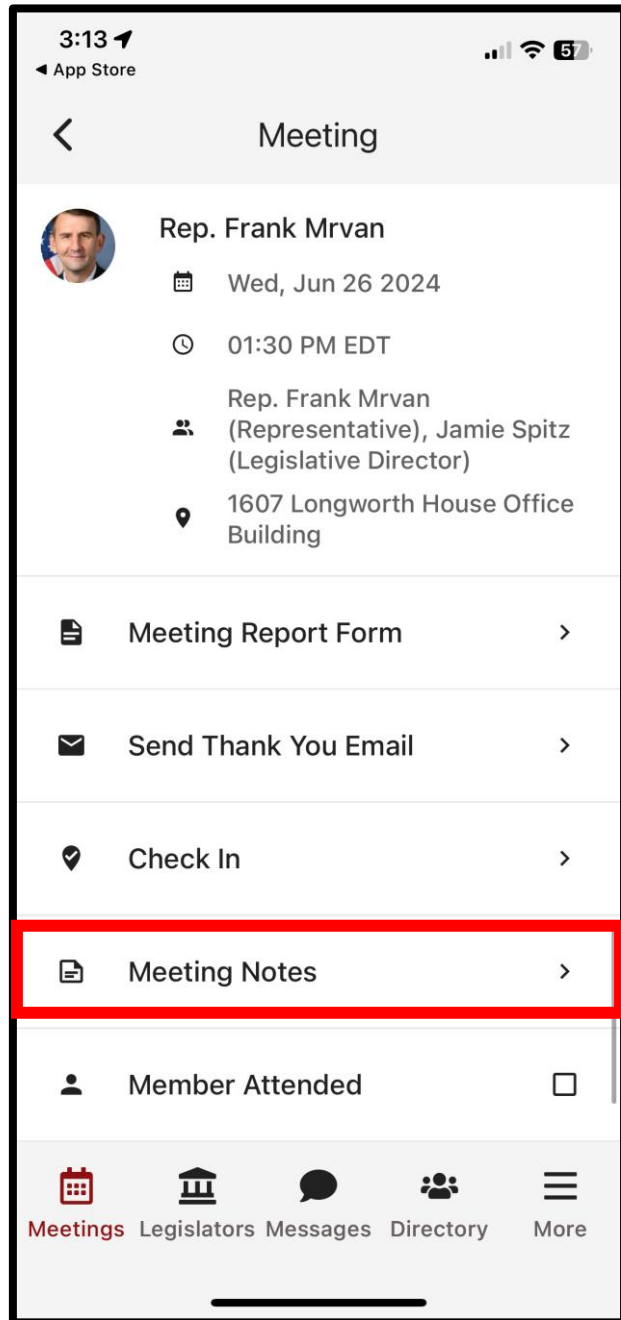 3:13
57
◀ App Store
Meeting
Rep. Frank Mrvan
Wed, Jun 26 2024
01:30 PM EDT
Rep. Frank Mrvan
(Representative), Jamie Spitz
(Legislative Director)
1607 Longworth House Office
Building
Meeting Report Form
Send Thank You Email
Check In
Meeting Notes
Member Attended
Meetings Legislators Messages Directory More